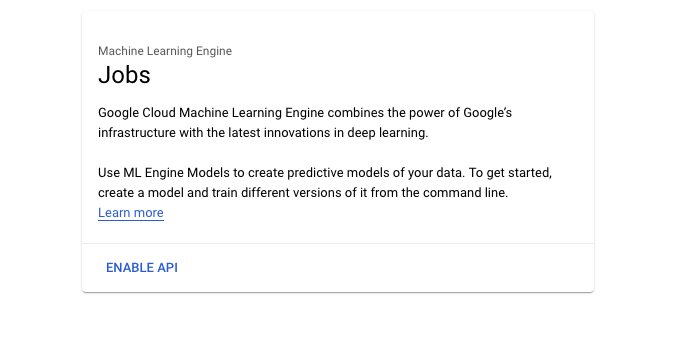 Machine Learning Engine
Jobs
Google Cloud Machine Learning Engine combines the power of Google’s
infrastructure with the latest innovations in deep learning.
Use ML Engine Models to create predictive models of your data. To get started,
create a model and train different versions of it from the command line.
Learn more
ENABLE API